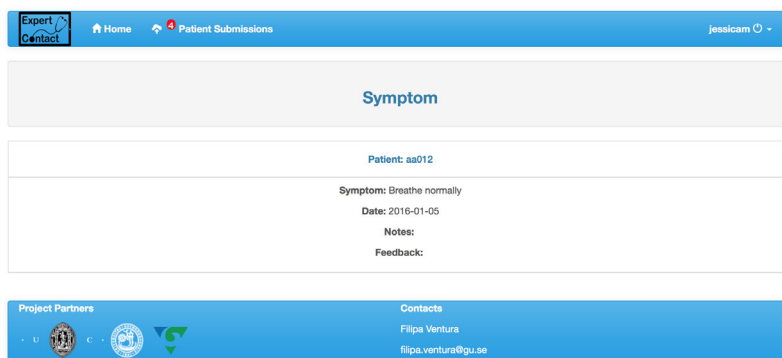 Expert
Contact
Home
4
Patient Submissions
jessicam
Symptom
Patient: aa012
Symptom: Breathe normally
Date: 2016-01-05
Notes:
Feedback:
Project Partners
· U C ·
Contacts
Filipa Ventura
filipa.ventura@gu.se